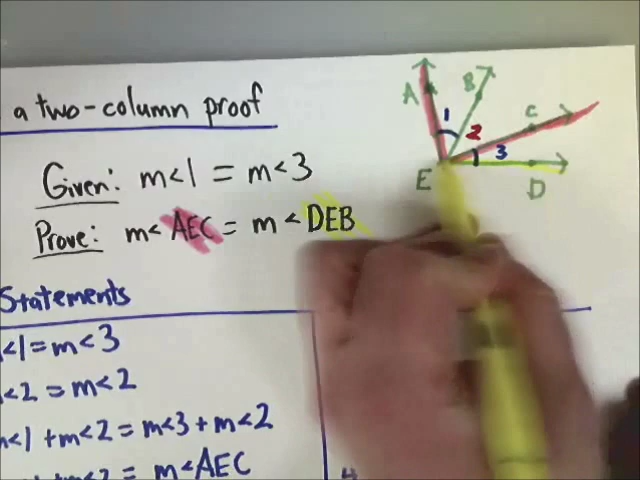 a two-column proof
Given: m<1 = m<3
Prove: m< AEC = m < DEB
A
B
C
1
2
3
E
D
Statements
<1 = m<3
<2 = m<2
<1 + m<2 = m<3 + m<2
= m<AEC